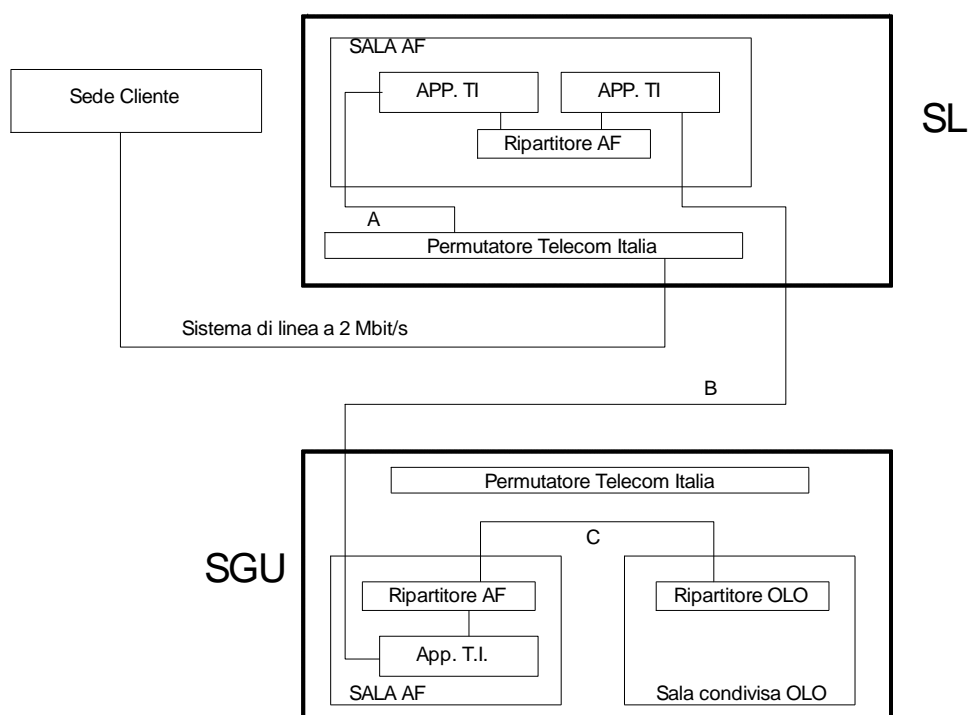 SALA AF
Sede Cliente
APP. TI
APP. TI
SL
Ripartitore AF
A
Permutatore Telecom Italia
Sistema di linea a 2 Mbit/s
B
Permutatore Telecom Italia
C
SGU
Ripartitore AF
Ripartitore OLO
App. T.I.
SALA AF
Sala condivisa OLO